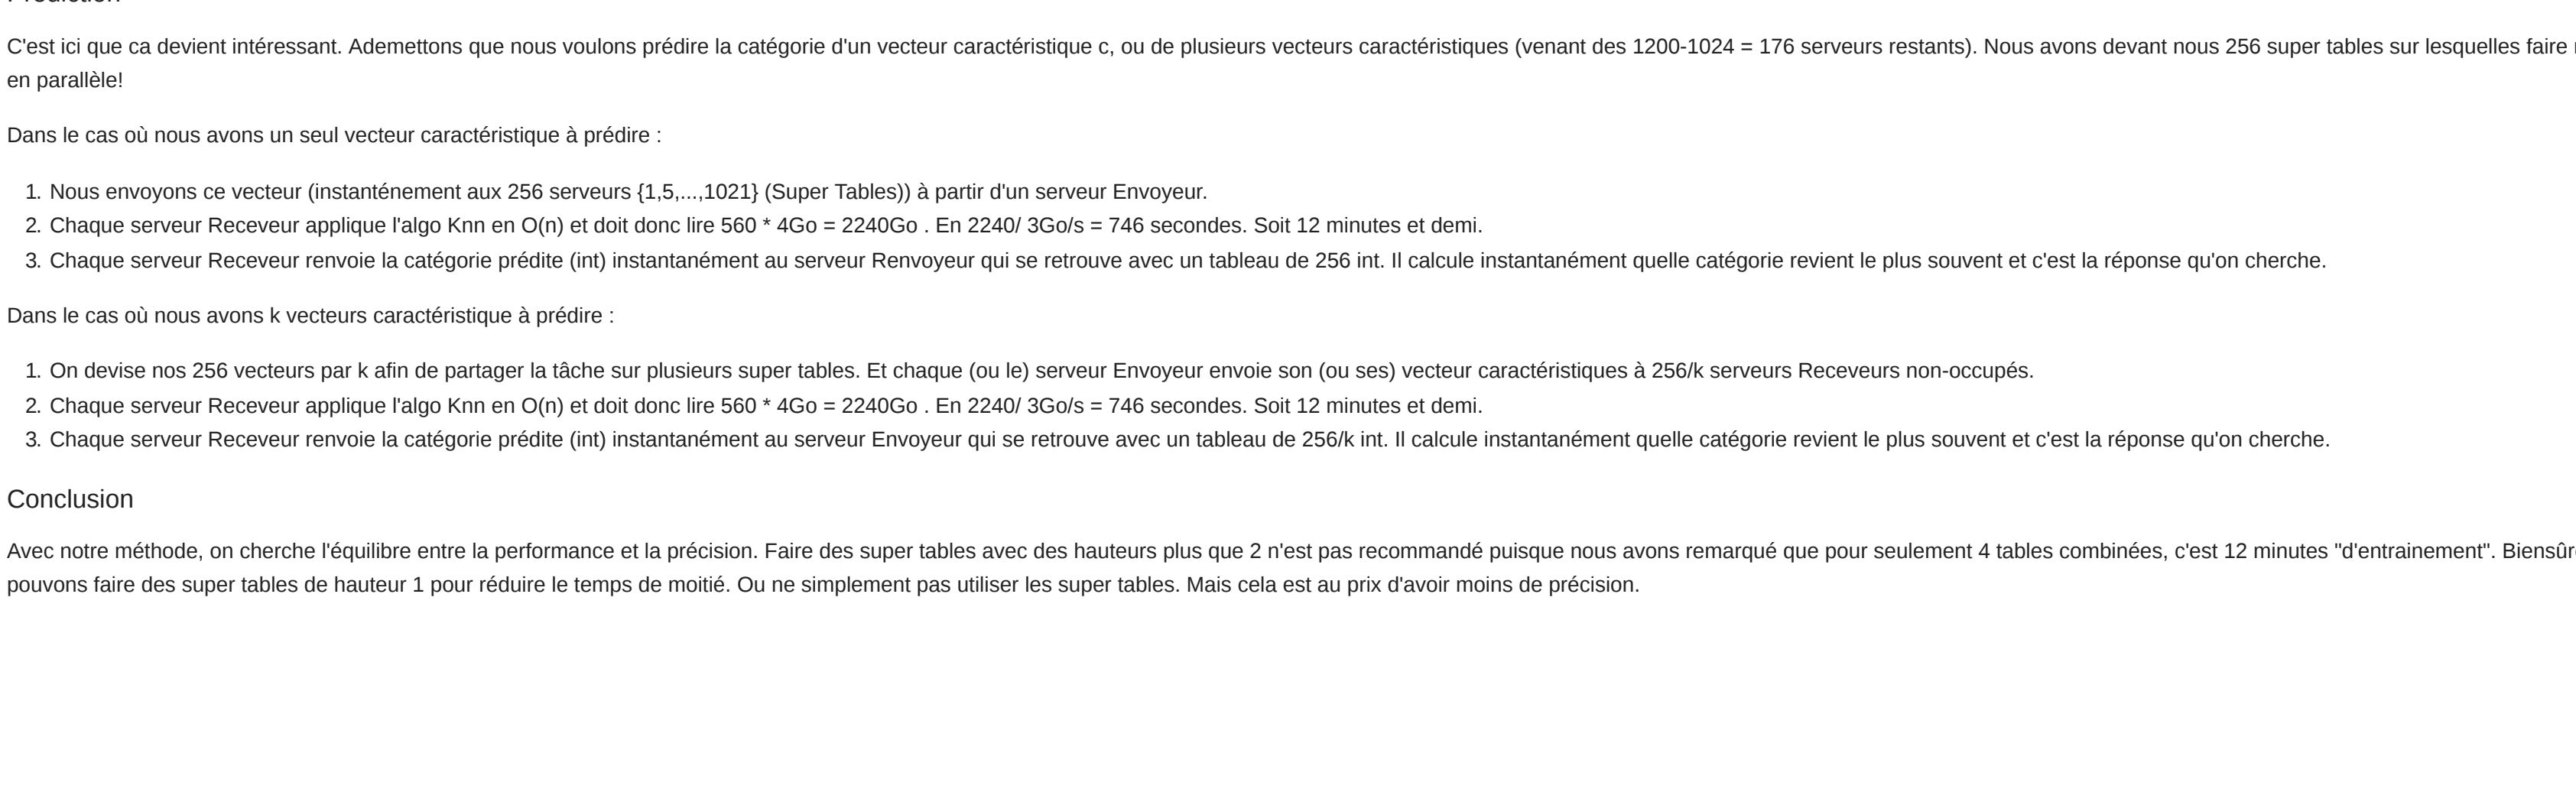 C'est ici que ca devient intéressant. Ademettons que nous voulons prédire la catégorie d'un vecteur caractéristique c, ou de plusieurs vecteurs caractéristiques (venant des 1200-1024 = 176 serveurs restants). Nous avons devant nous 256 super tables sur lesquelles faire
en parallèle!
Dans le cas où nous avons un seul vecteur caractéristique à prédire :
1. Nous envoyons ce vecteur (instanténement aux 256 serveurs {1,5,...,1021} (Super Tables)) à partir d'un serveur Envoyeur.
2. Chaque serveur Receveur applique l'algo Knn en O(n) et doit donc lire 560 * 4Go = 2240Go . En 2240/ 3Go/s = 746 secondes. Soit 12 minutes et demi.
3. Chaque serveur Receveur renvoie la catégorie prédite (int) instantanément au serveur Renvoyeur qui se retrouve avec un tableau de 256 int. Il calcule instantanément quelle catégorie revient le plus souvent et c'est la réponse qu'on cherche.
Dans le cas où nous avons k vecteurs caractéristique à prédire :
1. On devise nos 256 vecteurs par k afin de partager la tâche sur plusieurs super tables. Et chaque (ou le) serveur Envoyeur envoie son (ou ses) vecteur caractéristiques à 256/k serveurs Receveurs non-occupés.
2. Chaque serveur Receveur applique l'algo Knn en O(n) et doit donc lire 560 * 4Go = 2240Go . En 2240/ 3Go/s = 746 secondes. Soit 12 minutes et demi.
3. Chaque serveur Receveur renvoie la catégorie prédite (int) instantanément au serveur Envoyeur qui se retrouve avec un tableau de 256/k int. Il calcule instantanément quelle catégorie revient le plus souvent et c'est la réponse qu'on cherche.
Conclusion
Avec notre méthode, on cherche l'équilibre entre la performance et la précision. Faire des super tables avec des hauteurs plus que 2 n'est pas recommandé puisque nous avons remarqué que pour seulement 4 tables combinées, c'est 12 minutes "d'entrainement".
pouvons faire des super tables de hauteur 1 pour réduire le temps de moitié. Ou ne simplement pas utiliser les super tables. Mais cela est au prix d'avoir moins de précision.